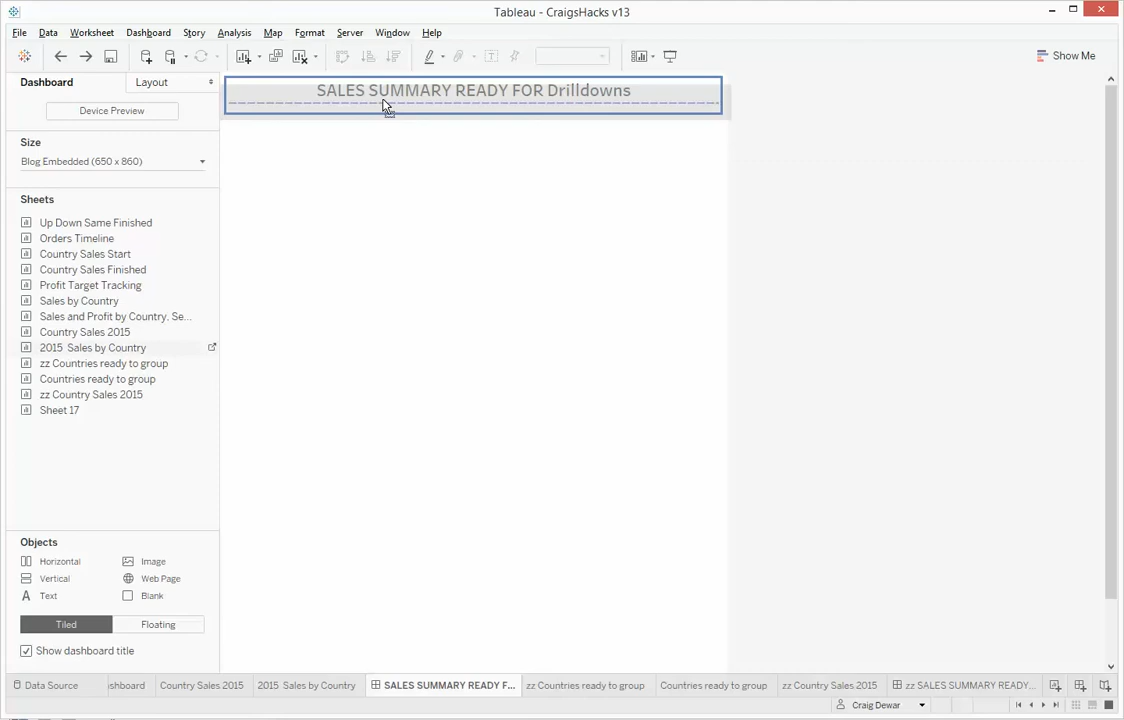 Tableau - CraigsHacks v13
File Data Worksheet Dashboard Story Analysis Map Format Server Window Help
Show Me
Dashboard Layout
Device Preview
SALES SUMMARY READY FOR Drilldowns
Size
Blog Embedded (650 x 860)
Sheets
Up Down Same Finished
Orders Timeline
Country Sales Start
Country Sales Finished
Profit Target Tracking
Sales by Country
Sales and Profit by Country, Se...
Country Sales 2015
2015 Sales by Country
zz Countries ready to group
Countries ready to group
zz Country Sales 2015
Sheet 17
Objects
Horizontal Image
Vertical Web Page
A Text Blank
Tiled Floating
Show dashboard title
Data Source shboard Country Sales 2015 2015 Sales by Country SALES SUMMARY READY F... zz Countries ready to group Countries ready to group zz Country Sales 2015 zz SALES SUMMARY READY...
Craig Dewar